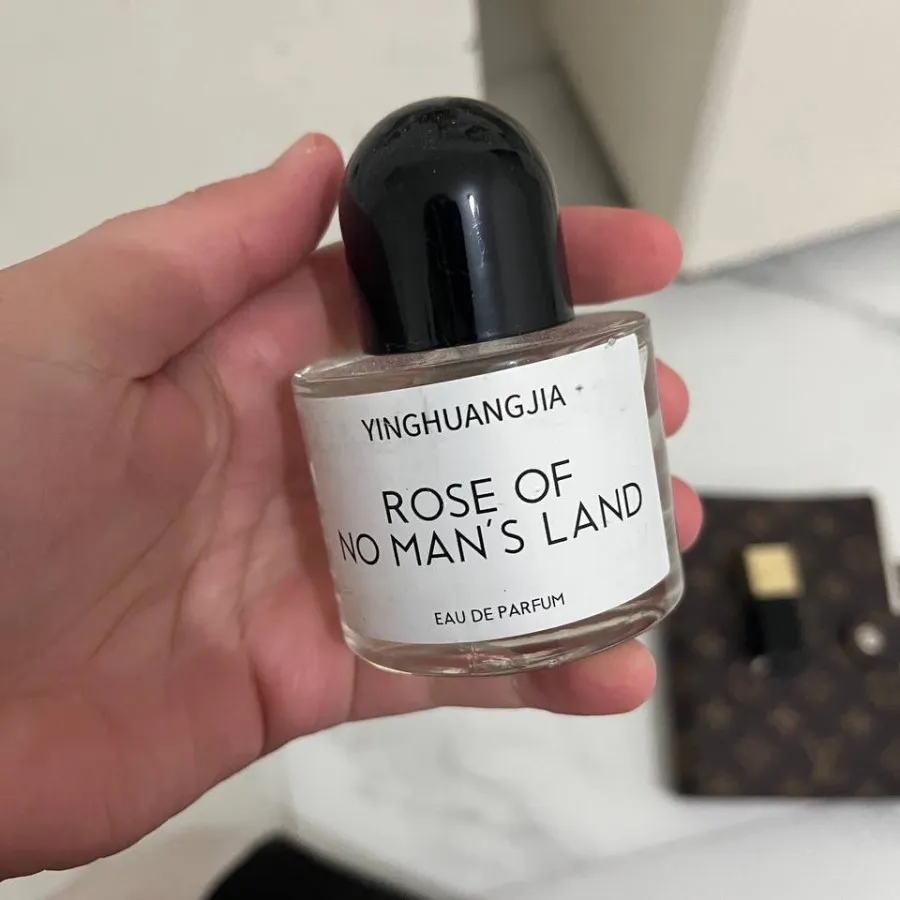 YINGHUANGJIA
ROSE OF
NO MAN'S LAND
EAU DE PARFUM